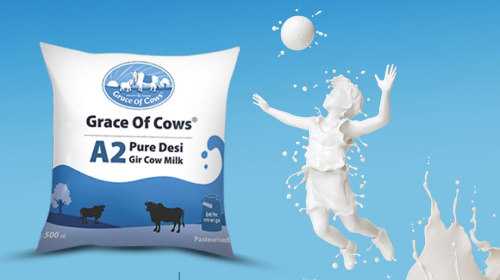 Grace Of Cows
Grace Of Cows®
A2 Pure Desi
Gir Cow Milk
500 ml
Pasteurised